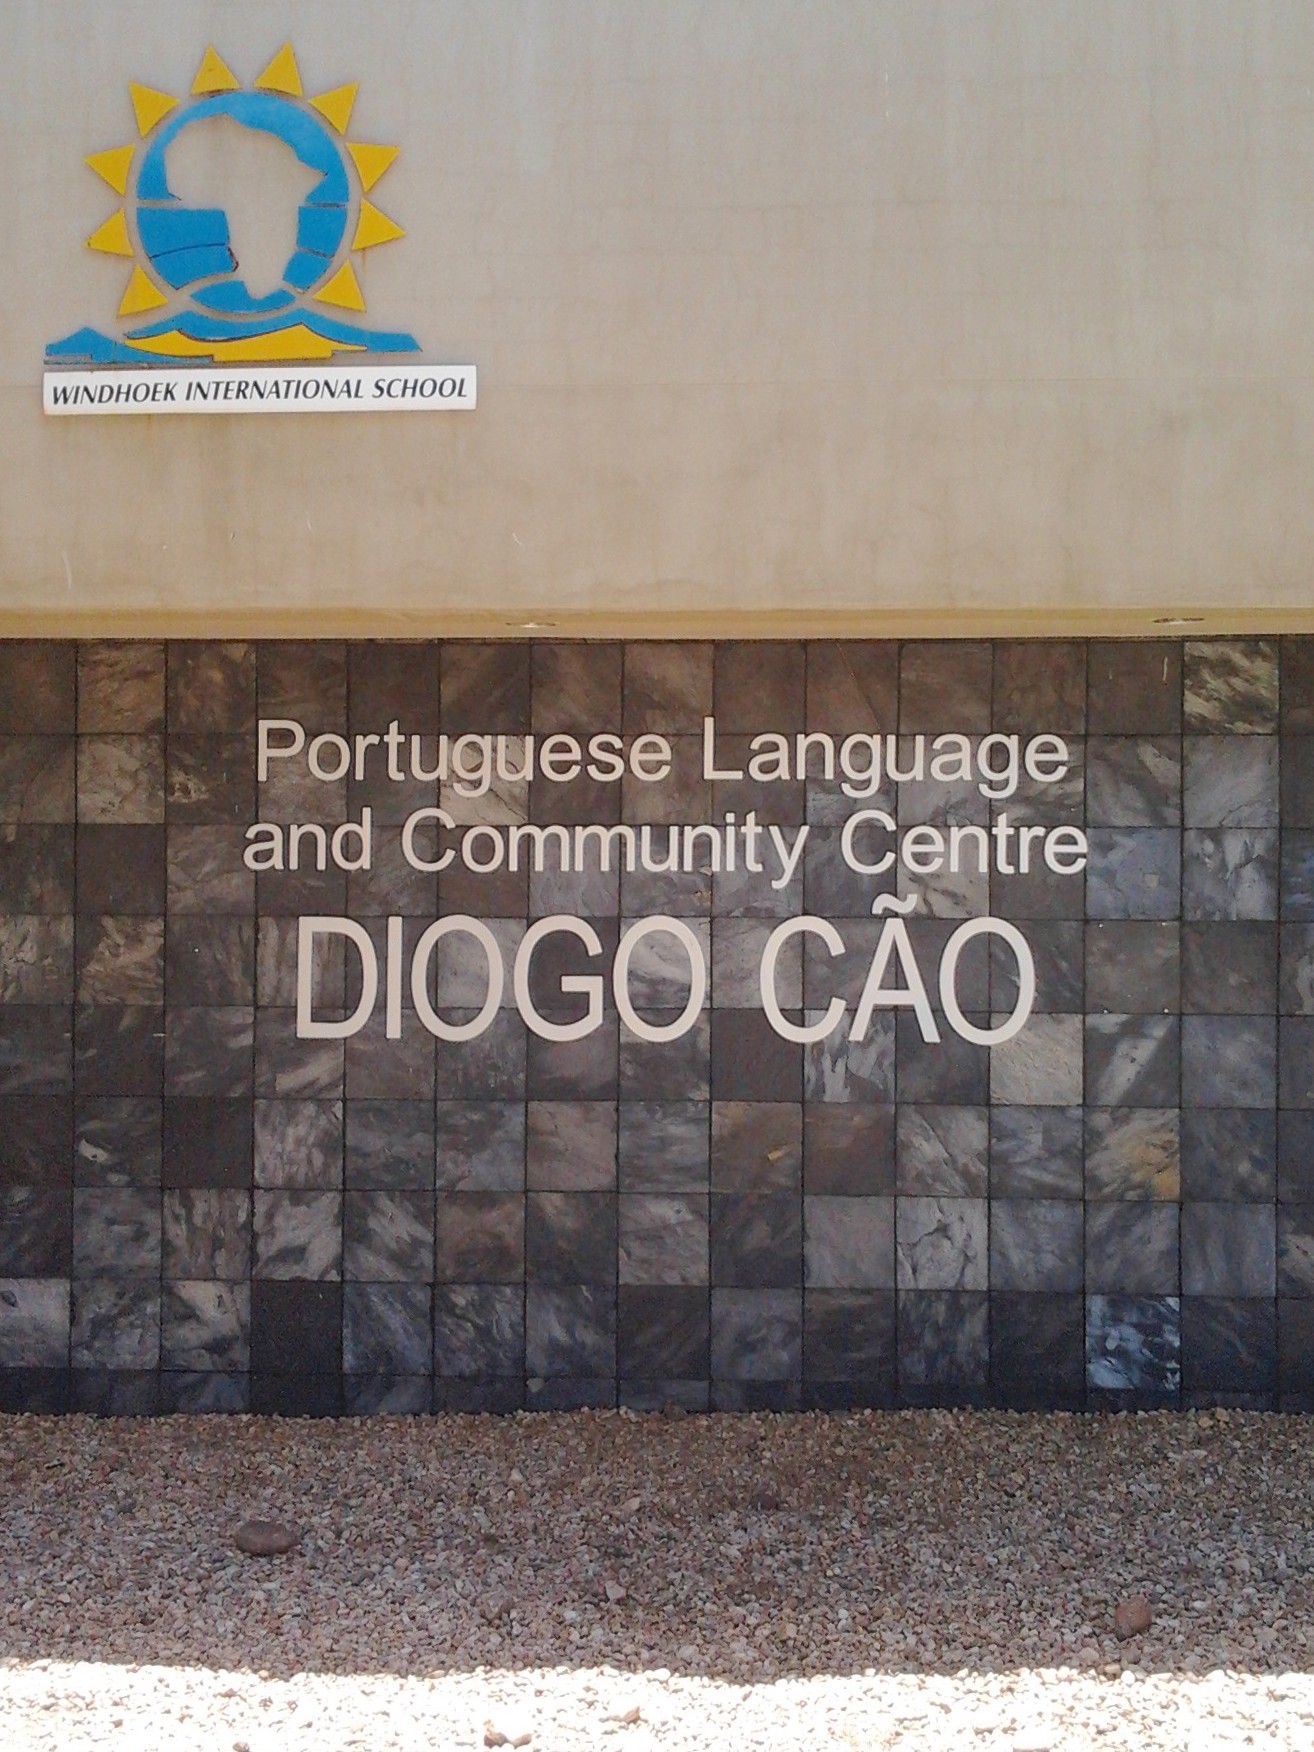 WINDHOEK INTERNATIONAL SCHOOL
Portuguese Language
and Community Centre
DIOGO CÃO